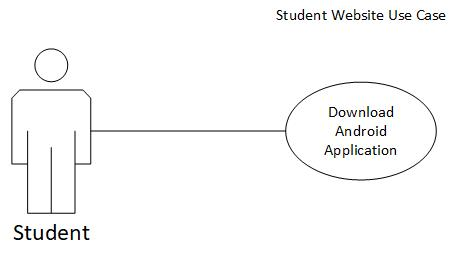 Student Website Use Case
Download
Android
Application
Student